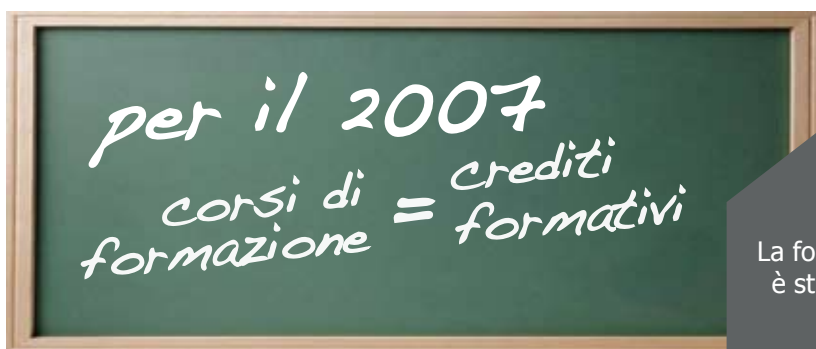 per il 2007
corsi di formazione = crediti formativi
La fo
è st